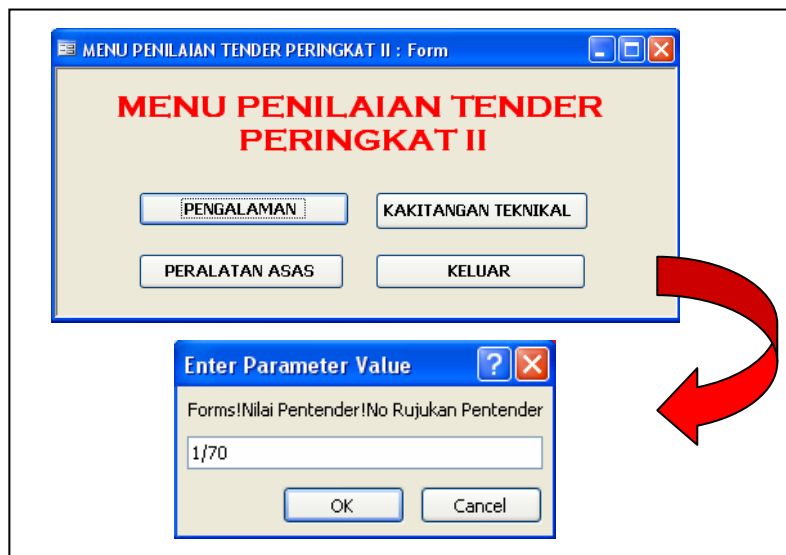 MENU PENILAIAN TENDER PERINGKAT II : Form
MENU PENILAIAN TENDER
PERINGKAT II
PENGALAMAN
KAKITANGAN TEKNIKAL
PERALATAN ASAS
KELUAR
Enter Parameter Value
Forms!Nilai Pentender!No Rujukan Pentender
1/70
OK
Cancel